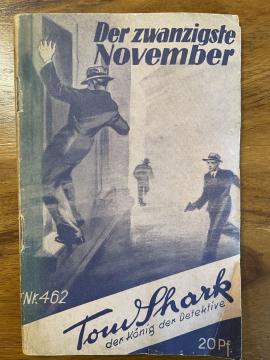 Der zwanzigste
November
Nr. 462
Tom Shark
der König der Detektive
20 Pf.